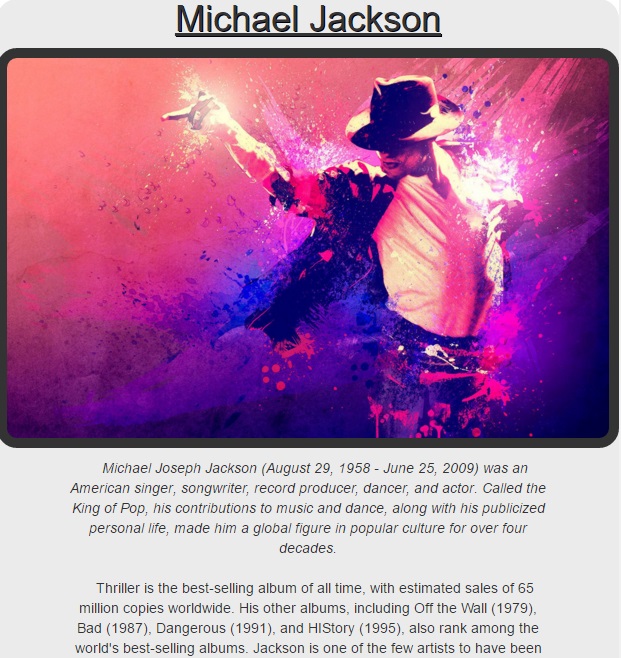 Michael Jackson
Michael Joseph Jackson (August 29, 1958 - June 25, 2009) was an
American singer, songwriter, record producer, dancer, and actor. Called the
King of Pop, his contributions to music and dance, along with his publicized
personal life, made him a global figure in popular culture for over four
decades.
Thriller is the best-selling album of all time, with estimated sales of 65
million copies worldwide. His other albums, including Off the Wall (1979),
Bad (1987), Dangerous (1991), and HIStory (1995), also rank among the
world's best-selling albums. Jackson is one of the few artists to have been